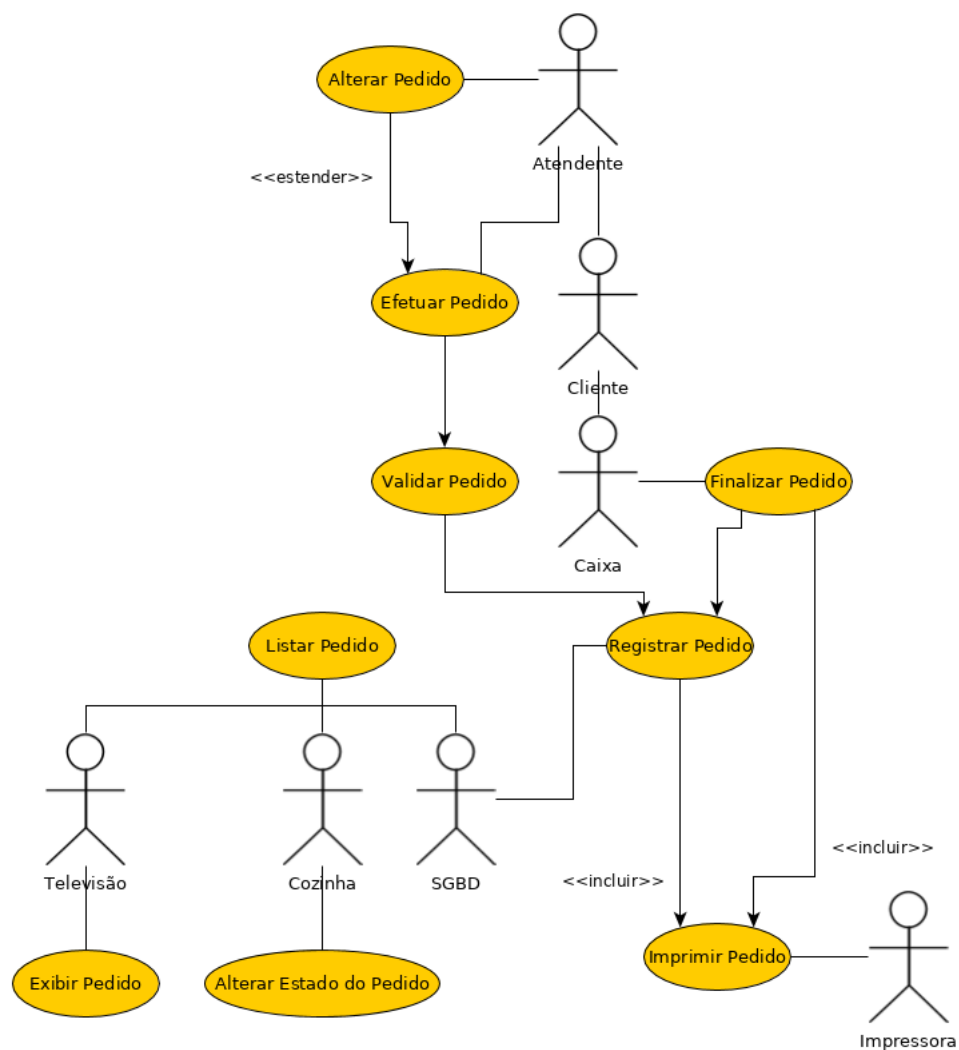 Alterar Pedido
Atendente
<<estender>>
Efetuar Pedido
Cliente
Validar Pedido
Finalizar Pedido
Caixa
Listar Pedido
Registrar Pedido
Televisão
Cozinha
SGBD
<<incluir>>
<<incluir>>
Imprimir Pedido
Exibir Pedido
Alterar Estado do Pedido
Impressora